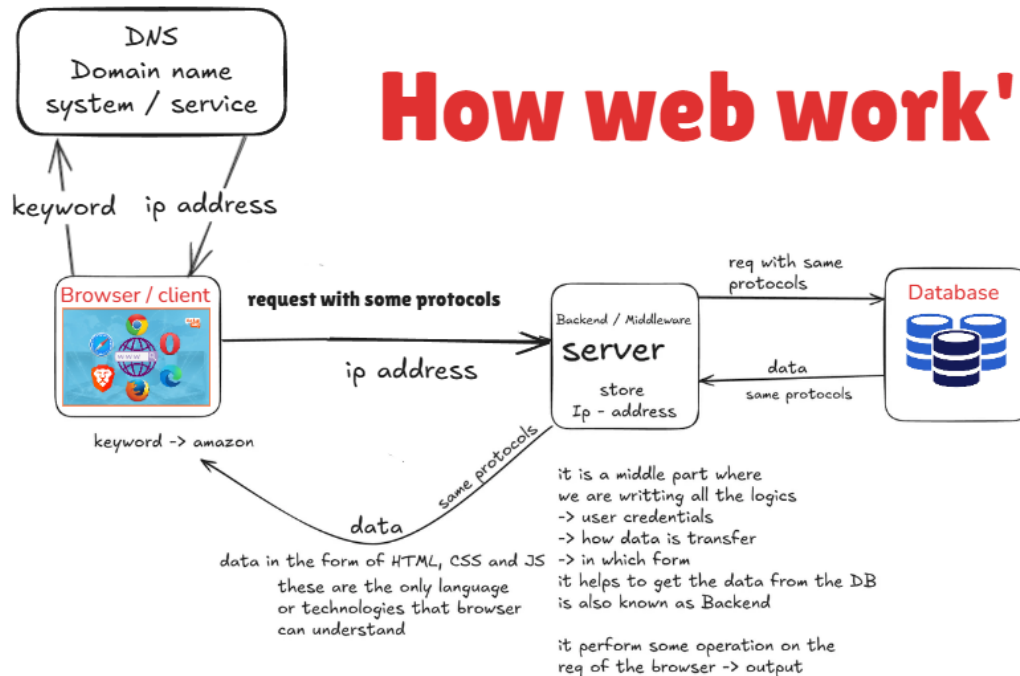 DNS
Domain name
system / service
How web work'
keyword
ip address
Browser / client
www
request with some protocols
ip address
Backend / Middleware
server
store
Ip - address
req with same
protocols
Database
data
same protocols
keyword -> amazon
same protocols
data
data in the form of HTML, CSS and JS
these are the only language
or technologies that browser
can understand
it is a middle part where
we are writting all the logics
-> user credentials
-> how data is transfer
-> in which form
it helps to get the data from the DB
is also known as Backend
it perform some operation on the
req of the browser -> output